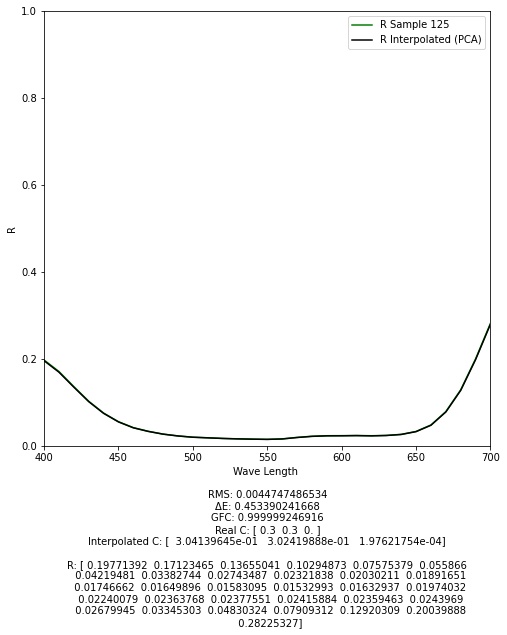 1.0
R Sample 125
R Interpolated (PCA)
0.8
0.6
R
0.4
0.2
0.0
400 450 500 550 600 650 700
Wave Length
RMS: 0.0044747486534
ΔE: 0.453390241668
GFC: 0.999999246916
Real C: [ 0.3 0.3 0. ]
Interpolated C: [ 3.04139645e-01 3.02419888e-01 1.97621754e-04]
R: [ 0.19771392 0.17123465 0.13655041 0.10294873 0.07575379 0.055866
0.04219481 0.03382744 0.02743487 0.02321838 0.02030211 0.01891651
0.01746662 0.01649896 0.01583095 0.01532993 0.01632937 0.01974032
0.02240079 0.02363768 0.02377551 0.02415884 0.02359463 0.0243969
0.02679945 0.03345303 0.04830324 0.07909312 0.12920309 0.20039888
0.28225327]